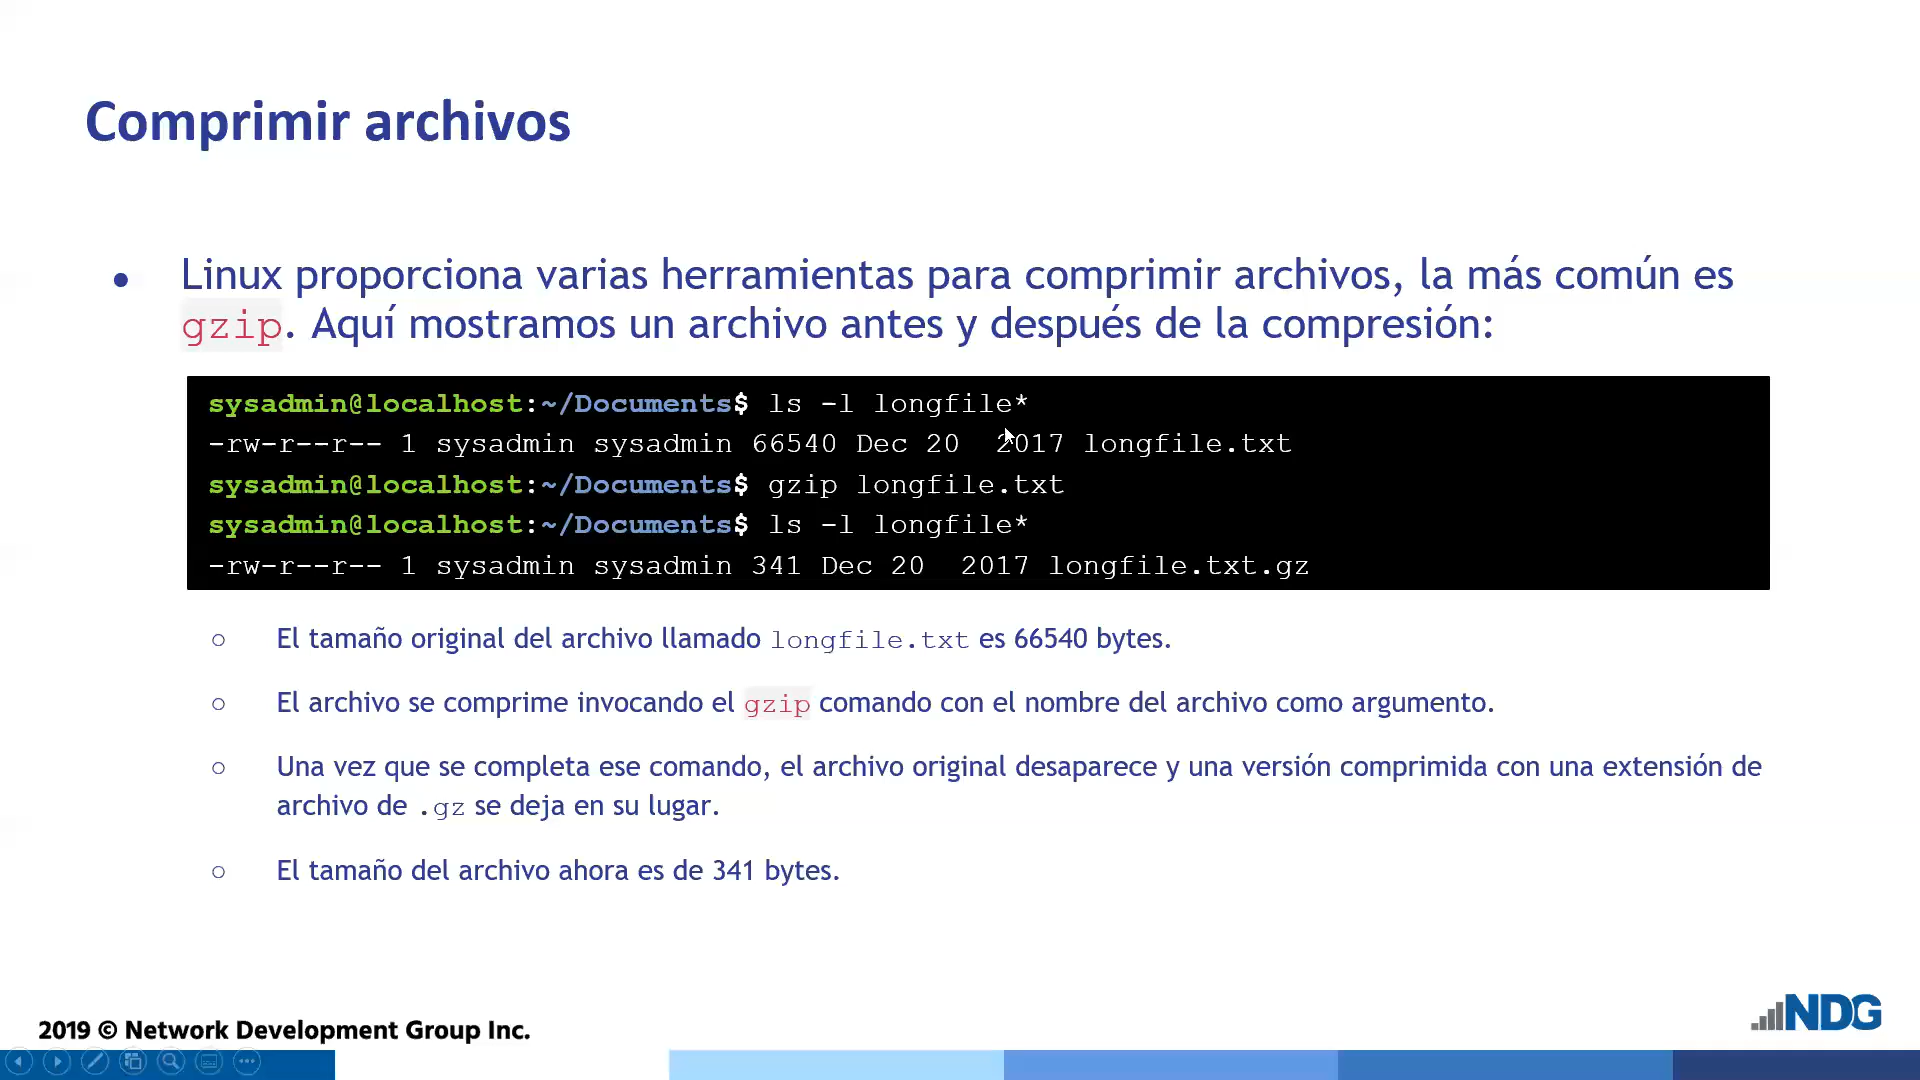 Comprimir archivos
• Linux proporciona varias herramientas para comprimir archivos, la más común es
gzip. Aquí mostramos un archivo antes y después de la compresión:
sysadmin@localhost:~/Documents$ ls -l longfile*
-rw-r--r-- 1 sysadmin sysadmin 66540 Dec 20  2017 longfile.txt
sysadmin@localhost:~/Documents$ gzip longfile.txt
sysadmin@localhost:~/Documents$ ls -l longfile*
-rw-r--r-- 1 sysadmin sysadmin 341 Dec 20  2017 longfile.txt.gz
○ El tamaño original del archivo llamado longfile.txt es 66540 bytes.
○ El archivo se comprime invocando el gzip comando con el nombre del archivo como argumento.
○ Una vez que se completa ese comando, el archivo original desaparece y una versión comprimida con una extensión de
archivo de .gz se deja en su lugar.
○ El tamaño del archivo ahora es de 341 bytes.
2019 © Network Development Group Inc.
NDG